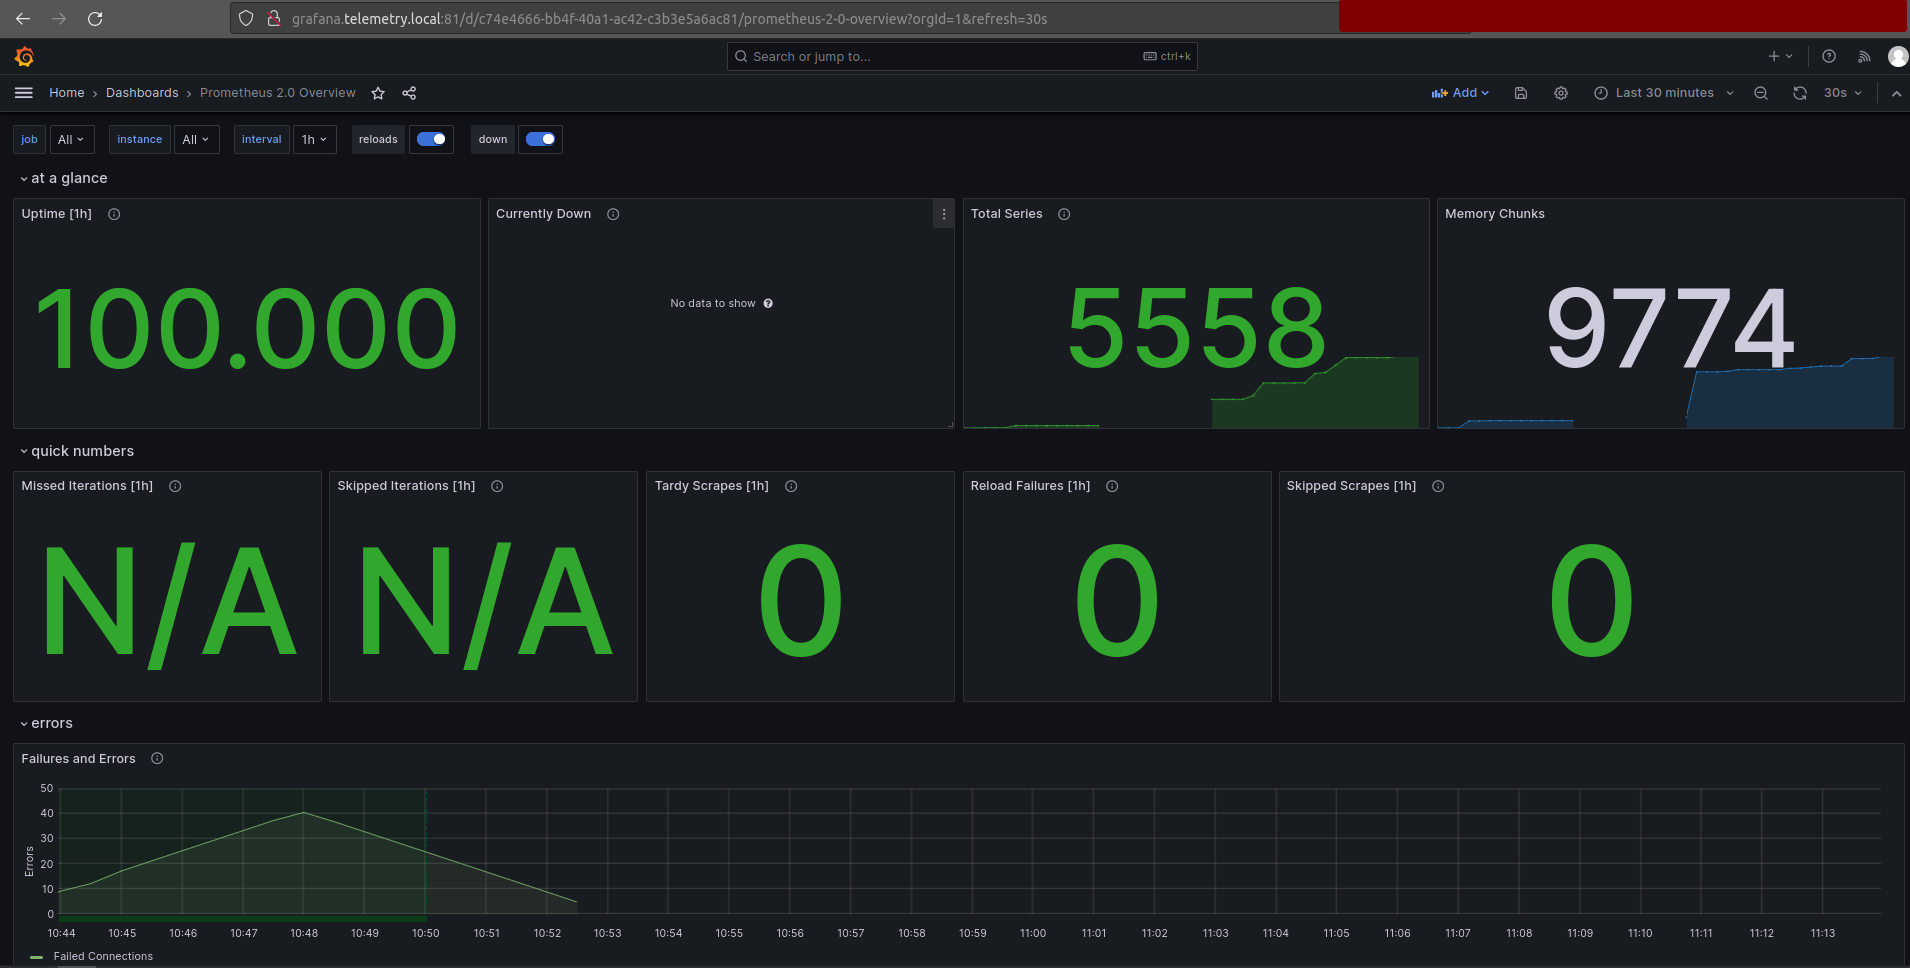 grafana.telemetry.local:81/d/c74e4666-bb4f-40a1-ac42-c3b3e5a6ac81/prometheus-2-0-overview?orgId=1&refresh=30s
Search or jump to... ctrl+k
Home › Dashboards › Prometheus 2.0 Overview Add Last 30 minutes 30s
job All instance All interval 1h reloads down
at a glance
Uptime [1h] Currently Down Total Series Memory Chunks
100.000 No data to show 5558 9774
quick numbers
Missed Iterations [1h] Skipped Iterations [1h] Tardy Scrapes [1h] Reload Failures [1h] Skipped Scrapes [1h]
N/A N/A 0 0 0
errors
Failures and Errors
50
40
30
20
10
0
Errors
10:44 10:45 10:46 10:47 10:48 10:49 10:50 10:51 10:52 10:53 10:54 10:55 10:56 10:57 10:58 10:59 11:00 11:01 11:02 11:03 11:04 11:05 11:06 11:07 11:08 11:09 11:10 11:11 11:12 11:13
Failed Connections